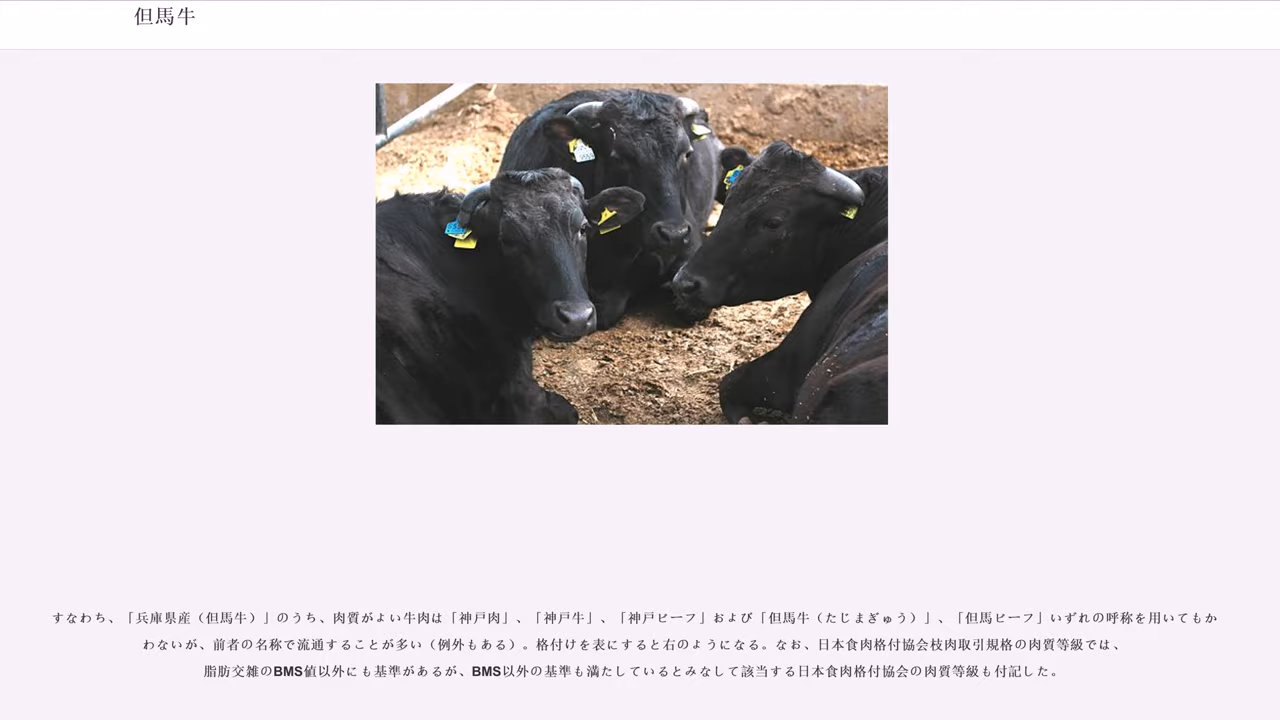 但馬牛
すなわち、「兵庫県産（但馬牛）」のうち、肉質がよい牛肉は「神戸肉」、「神戸牛」、「神戸ビーフ」および「但馬牛（たじまぎゅう）」、「但馬ビーフ」いずれの呼称を用いてもか
わないが、前者の名称で流通することが多い（例外もある）。格付けを表にすると右のようになる。なお、日本食肉格付協会枝肉取引規格の肉質等級では、
脂肪交雑のBMS値以外にも基準があるが、BMS以外の基準も満たしているとみなして該当する日本食肉格付協会の肉質等級も付記した。